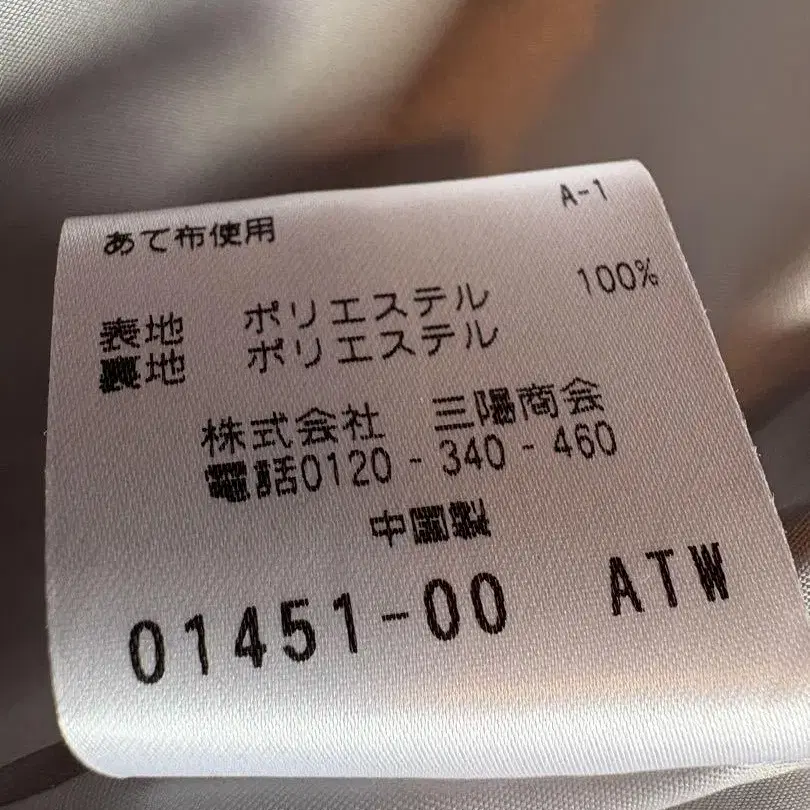 A-1
あて布使用
表地 ポリエステル 100%
裏地 ポリエステル
株式会社 三陽商会
電話0120-340-460
中国製
01451-00 ATW